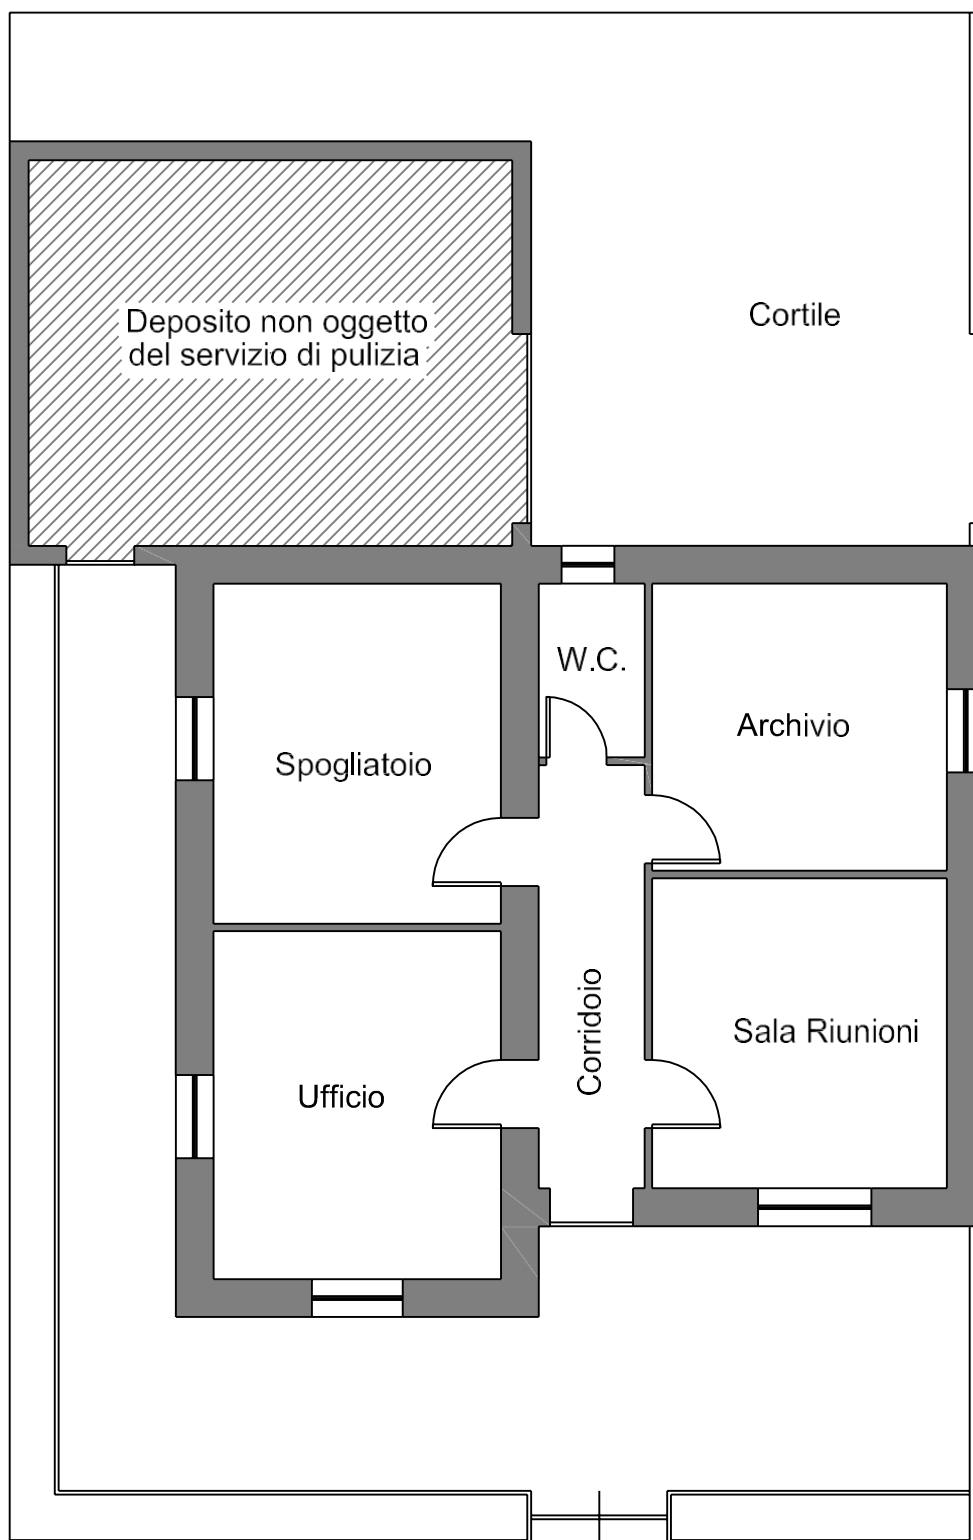 Deposito non oggetto
del servizio di pulizia
Cortile
W.C.
Archivio
Spogliatoio
Corridoio
Sala Riunioni
Ufficio